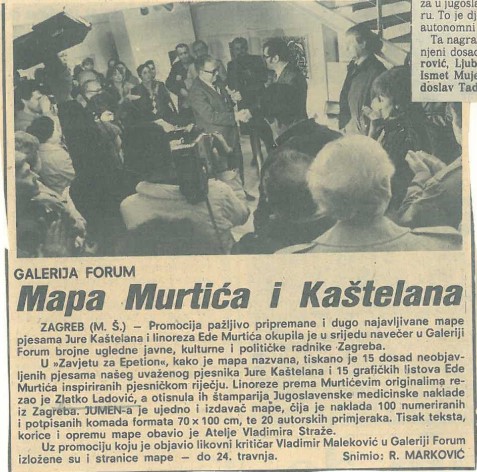 za u jugosla
ru. To je dj
autonomni
Ta nagra
njeni dosad
rović, Ljub
Ismet Muje
doslav Tad
GALERIJA FORUM
Mapa Murtića i Kaštelana
ZAGREB (M. Š.) — Promocija pažljivo pripremane i dugo najavljivane mape
pjesama Jure Kaštelana i linoreza Ede Murtića okupila je u srijedu navečer u Galeriji
Forum brojne ugledne javne, kulturne i političke radnike Zagreba.
U »Zavjetu za Epetion«, kako je mapa nazvana, tiskano je 15 dosad neobjav-
ljenih pjesama našeg uvaženog pjesnika Jure Kaštelana i 15 grafičkih listova Ede
Murtića inspiriranih pjesničkom riječju. Linoreze prema Murtićevim originalima re-
zao je Zlatko Ladović, a otisnula ih štamparija Jugoslavenske medicinske naklade
iz Zagreba. JUMEN-a je ujedno i izdavač mape, čija je naklada 100 numeriranih
i potpisanih komada formata 70 x 100 cm, te 20 autorskih primjeraka. Tisak teksta,
korice i opremu mape obavio je Atelje Vladimira Straže.
Uz promociju koju je objavio likovni kritičar Vladimir Maleković u Galeriji Forum
izložene su i stranice mape — do 24. travnja. Snimio: R. MARKOVIĆ